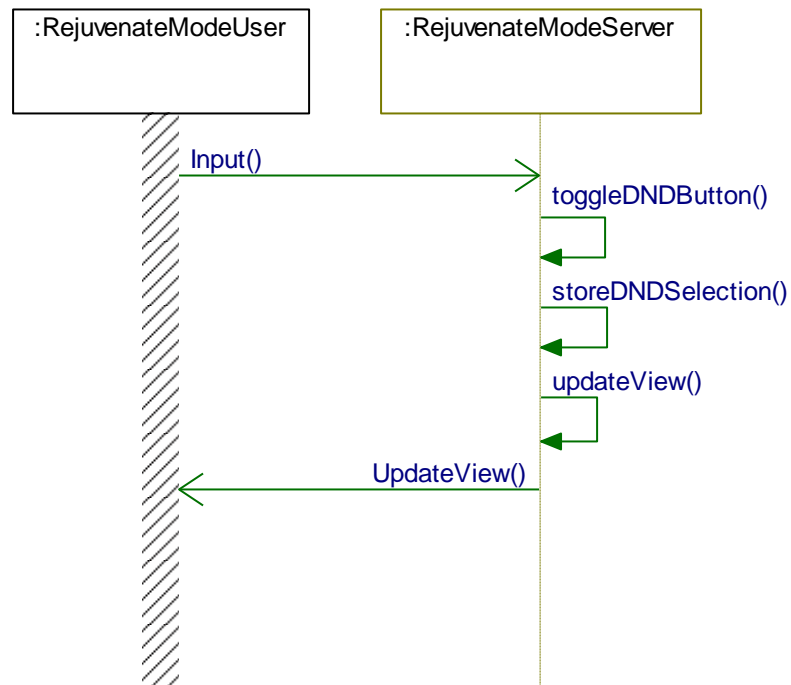 :RejuvenateModeUser
:RejuvenateModeServer
Input()
toggleDNDButton()
storeDNDSelection()
updateView()
UpdateView()